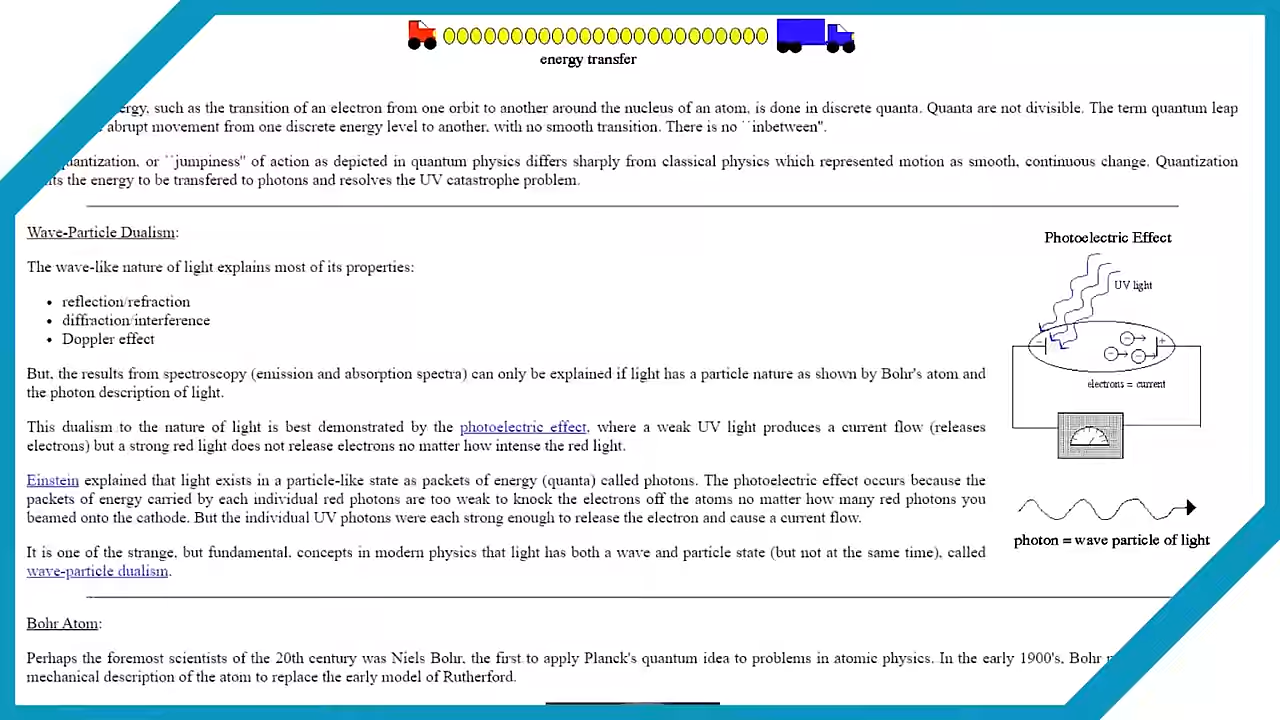 energy transfer
ergy, such as the transition of an electron from one orbit to another around the nucleus of an atom, is done in discrete quanta. Quanta are not divisible. The term quantum leap
abrupt movement from one discrete energy level to another, with no smooth transition. There is no ``inbetween".
uantization, or ``jumpiness" of action as depicted in quantum physics differs sharply from classical physics which represented motion as smooth, continuous change. Quantization
ts the energy to be transfered to photons and resolves the UV catastrophe problem.
Wave-Particle Dualism:
The wave-like nature of light explains most of its properties:
• reflection/refraction
• diffraction/interference
• Doppler effect
But, the results from spectroscopy (emission and absorption spectra) can only be explained if light has a particle nature as shown by Bohr's atom and
the photon description of light.
This dualism to the nature of light is best demonstrated by the photoelectric effect, where a weak UV light produces a current flow (releases
electrons) but a strong red light does not release electrons no matter how intense the red light.
Einstein explained that light exists in a particle-like state as packets of energy (quanta) called photons. The photoelectric effect occurs because the
packets of energy carried by each individual red photons are too weak to knock the electrons off the atoms no matter how many red photons you
beamed onto the cathode. But the individual UV photons were each strong enough to release the electron and cause a current flow.
It is one of the strange, but fundamental, concepts in modern physics that light has both a wave and particle state (but not at the same time), called
wave-particle dualism.
Photoelectric Effect
UV light
−
+
−
−
−
electrons = current
photon = wave particle of light
Bohr Atom:
Perhaps the foremost scientists of the 20th century was Niels Bohr, the first to apply Planck's quantum idea to problems in atomic physics. In the early 1900's, Bohr
mechanical description of the atom to replace the early model of Rutherford.